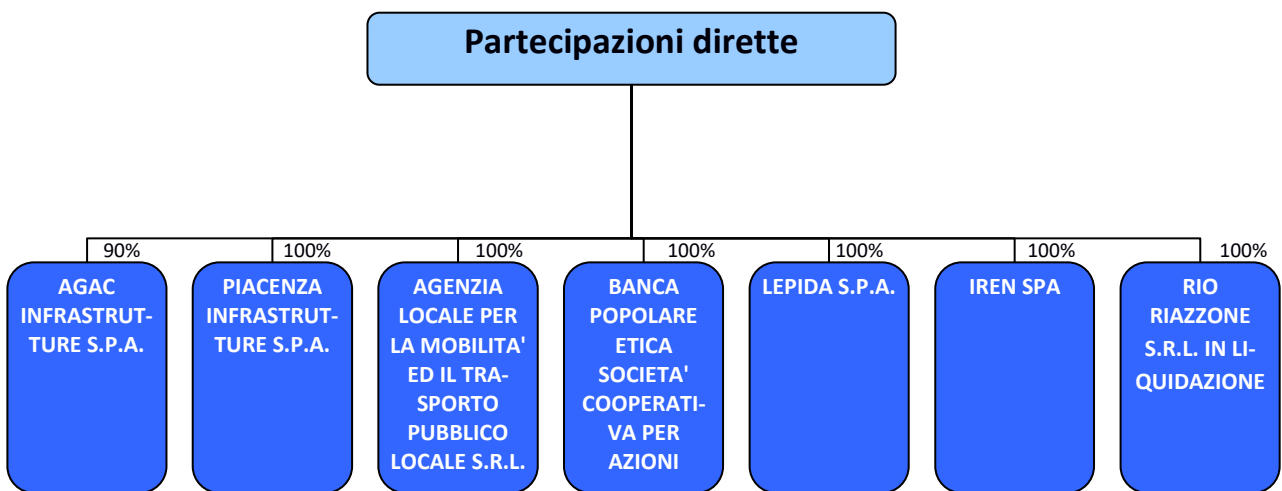 Partecipazioni dirette
90%
100%
100%
100%
100%
100%
100%
AGAC
INFRASTRUT-
TURE S.P.A.
PIACENZA
INFRASTRUT-
TURE S.P.A.
AGENZIA
LOCALE PER
LA MOBILITA'
ED IL TRA-
SPORTO
PUBBLICO
LOCALE S.R.L.
BANCA
POPOLARE
ETICA
SOCIETA'
COOPERATI-
VA PER
AZIONI
LEPIDA S.P.A.
IREN SPA
RIO
RIAZZONE
S.R.L. IN LI-
QUIDAZIONE